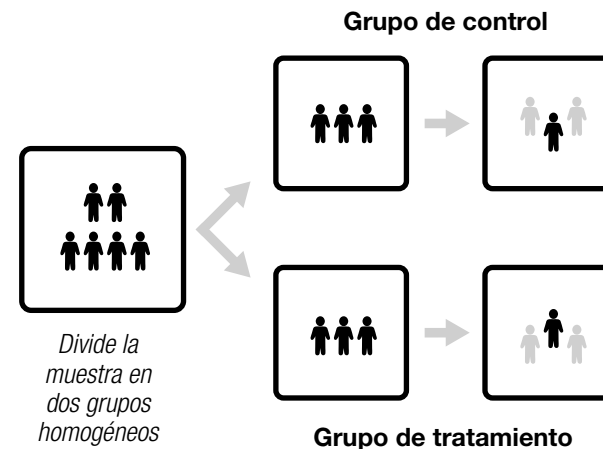 Grupo de control
Divide la
muestra en
dos grupos
homogéneos
Grupo de tratamiento